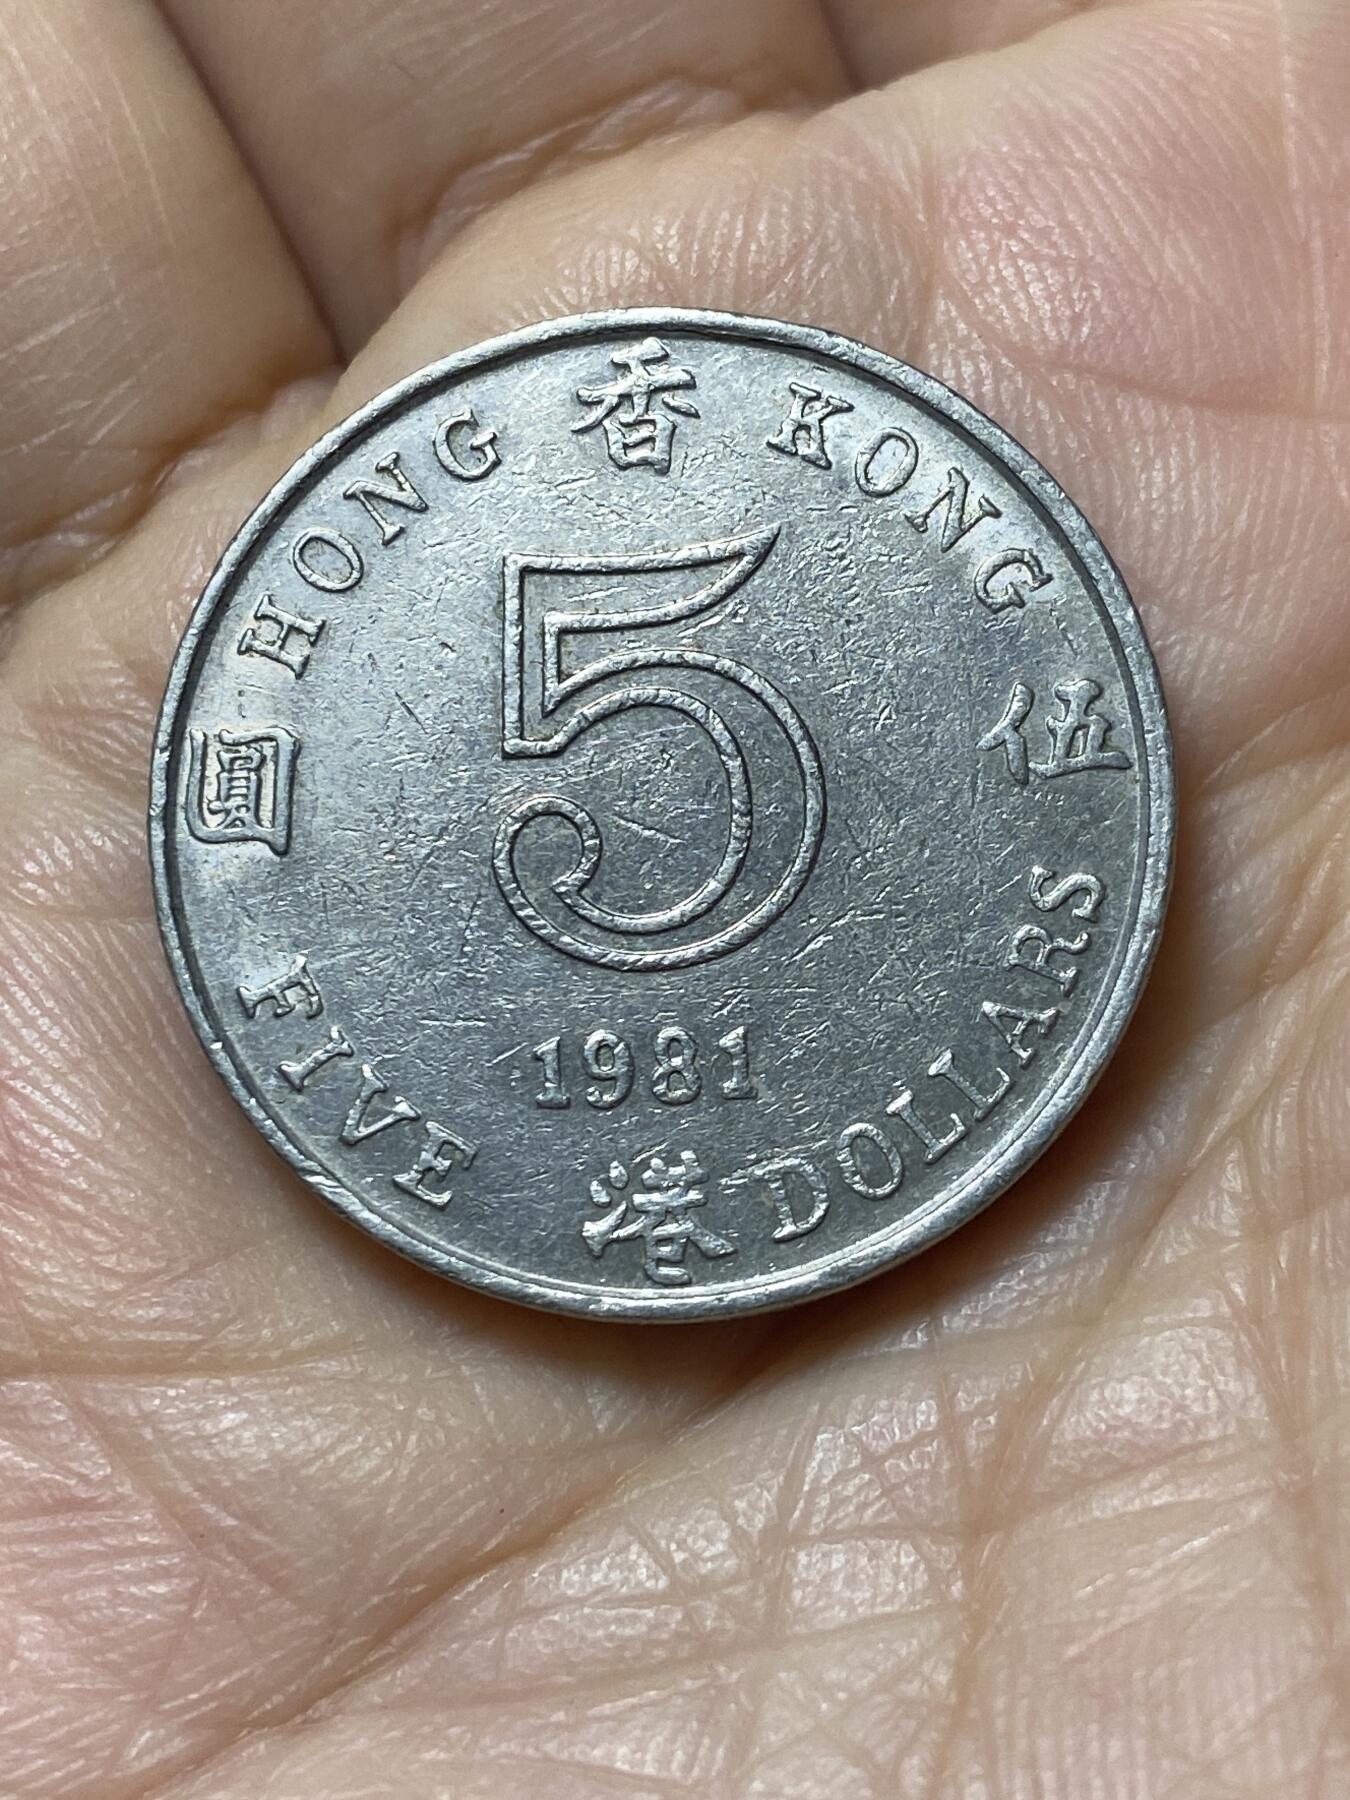 香
HONG KONG
5
圓 伍
1981
FIVE DOLLARS
港